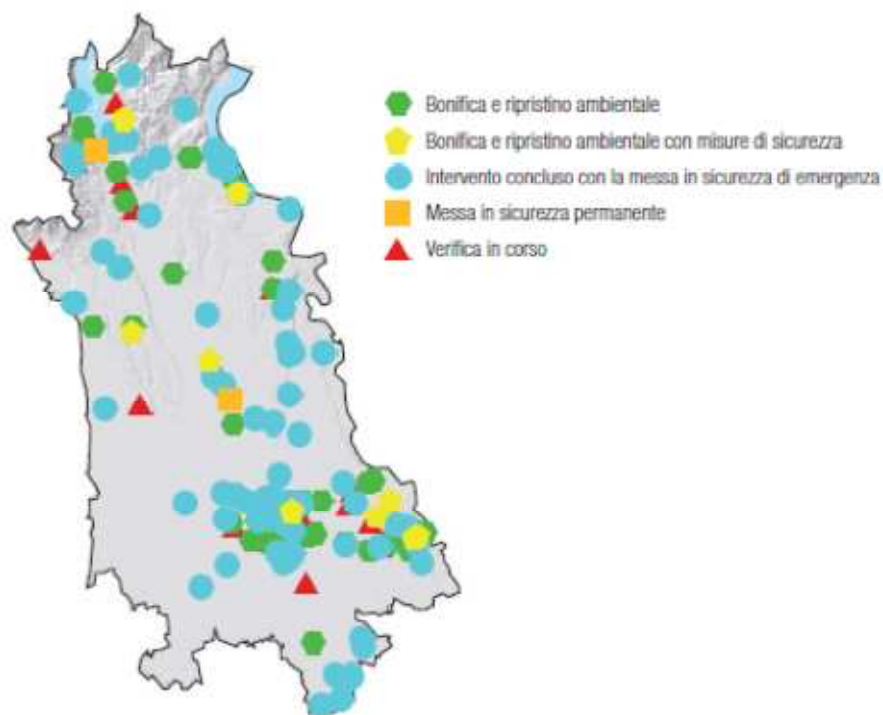 Bonifica e ripristino ambientale
Bonifica e ripristino ambientale con misure di sicurezza
Intervento concluso con la messa in sicurezza di emergenza
Messa in sicurezza permanente
Verifica in corso